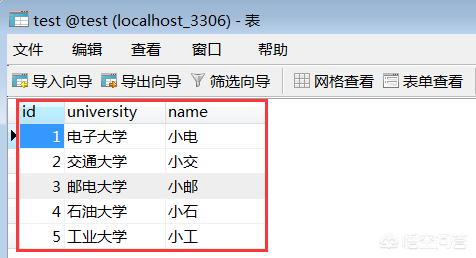 test @test (localhost_3306) - 表
文件 编辑 查看 窗口 帮助
导入向导 导出向导 筛选向导 网格查看 表单查看
id university name
1 电子大学 小电
2 交通大学 小交
3 邮电大学 小邮
4 石油大学 小石
5 工业大学 小工
悟空问答